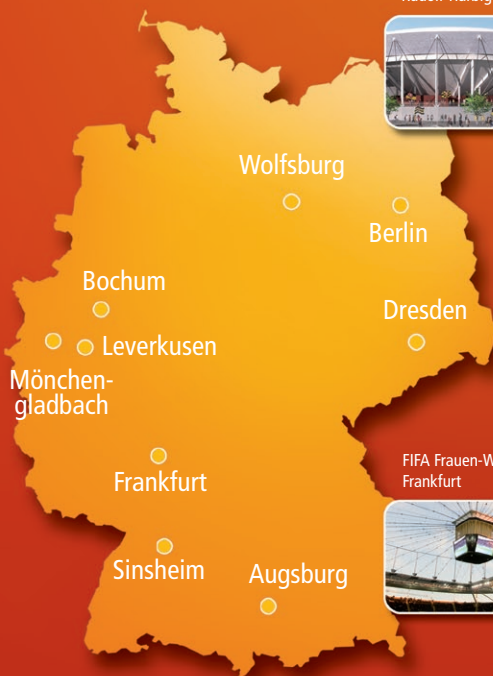 Wolfsburg
Berlin
Bochum
Dresden
Leverkusen
Mönchen-
gladbach
FIFA Frauen-W
Frankfurt
Frankfurt
Sinsheim
Augsburg